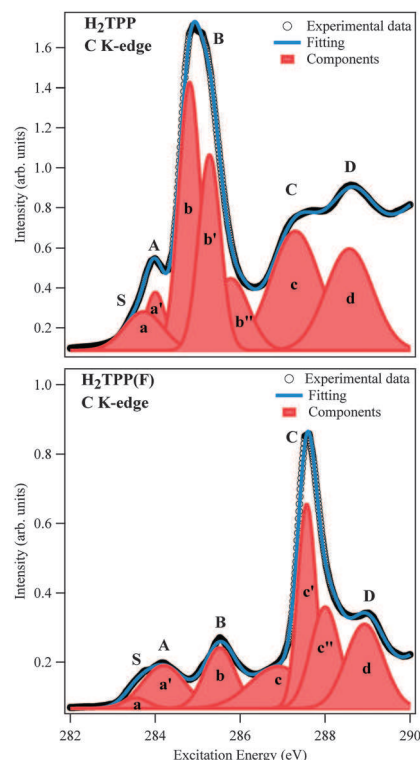 H2TPP
C K-edge
Experimental data
Fitting
Components
Intensity (arb. units)
1.6
1.4
1.2
1.0
0.8
0.6
0.4
0.2
S
A
B
C
D
a
a'
b
b'
b"
c
d
H2TPP(F)
C K-edge
Experimental data
Fitting
Components
Intensity (arb. units)
1.0
0.8
0.6
0.4
0.2
S
A
B
C
D
a
a'
b
c
c'
c"
d
282 284 286 288 290
Excitation Energy (eV)